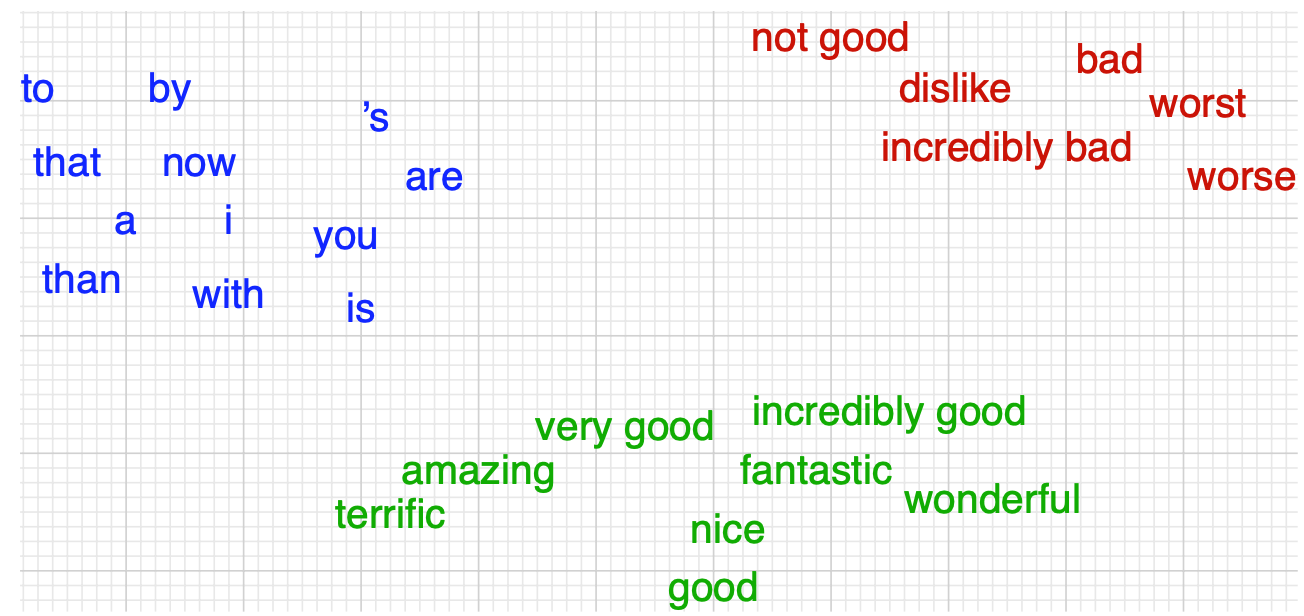 not good
bad
to by dislike
’s worst
that now incredibly bad
are worse
a i you
than with is
very good incredibly good
amazing fantastic
terrific wonderful
nice
good